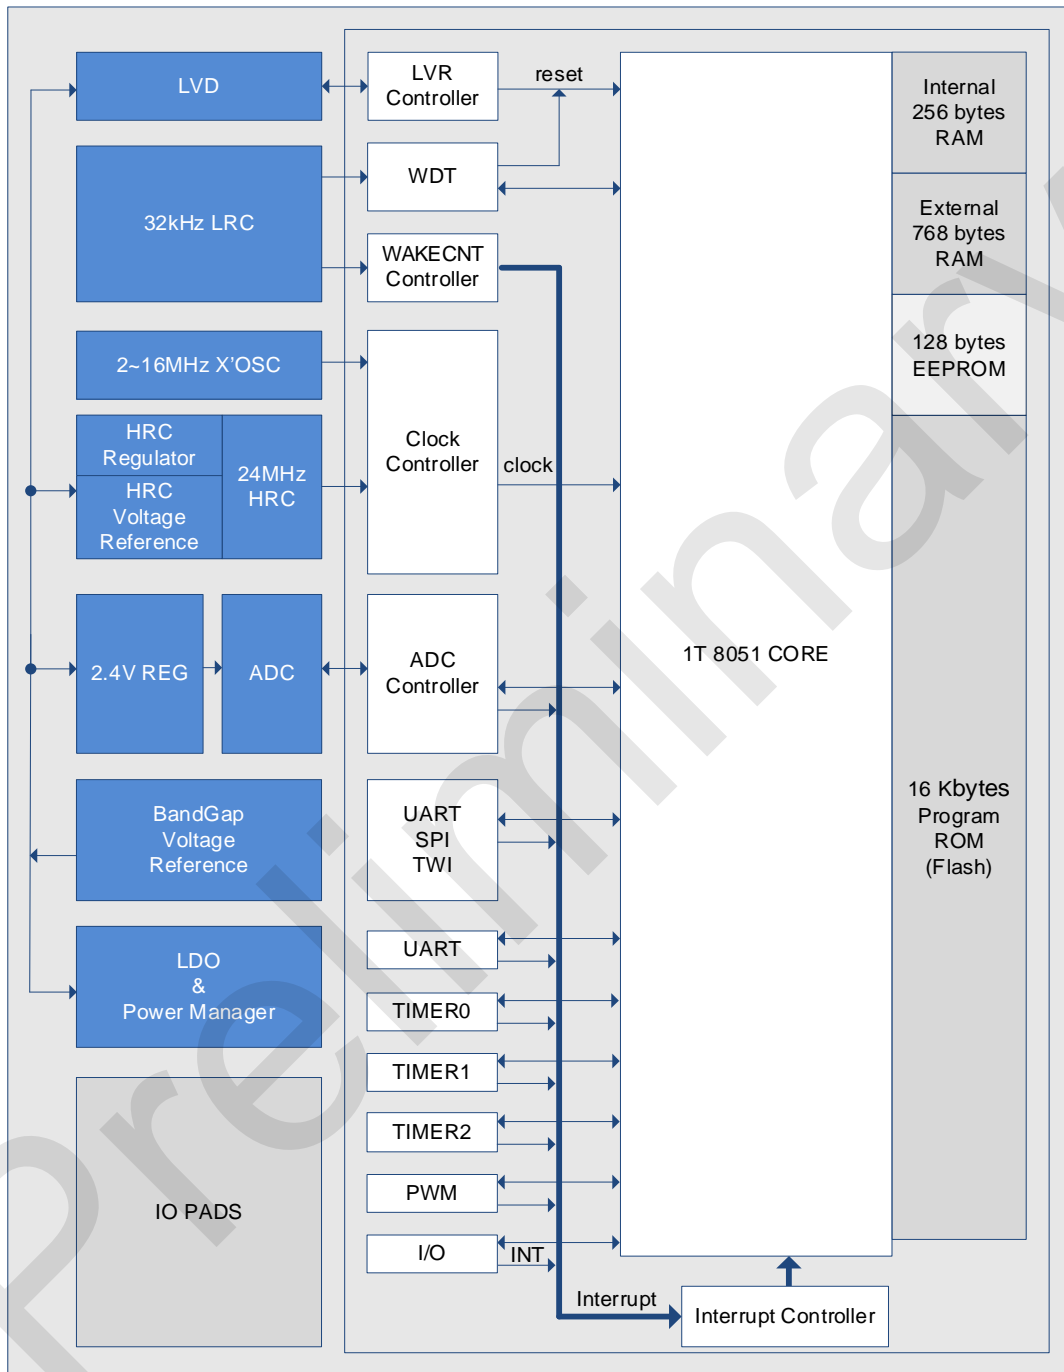 LVD
LVR
Controller
reset
Internal
256 bytes
RAM
32kHz LRC
WDT
External
768 bytes
RAM
WAKECNT
Controller
2~16MHz X'OSC
128 bytes
EEPROM
HRC
Regulator
HRC
Voltage
Reference
24MHz
HRC
Clock
Controller
clock
2.4V REG
ADC
ADC
Controller
1T 8051 CORE
BandGap
Voltage
Reference
UART
SPI
TWI
16 Kbytes
Program
ROM
(Flash)
LDO
&
Power Manager
UART
TIMER0
TIMER1
TIMER2
PWM
IO PADS
I/O
INT
Interrupt
Interrupt Controller
Preliminary